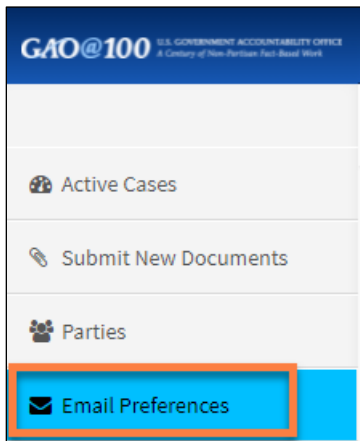 GAO@100 U.S. GOVERNMENT ACCOUNTABILITY OFFICE
A Century of Non-Partisan Fact-Based Work
Active Cases
Submit New Documents
Parties
Email Preferences